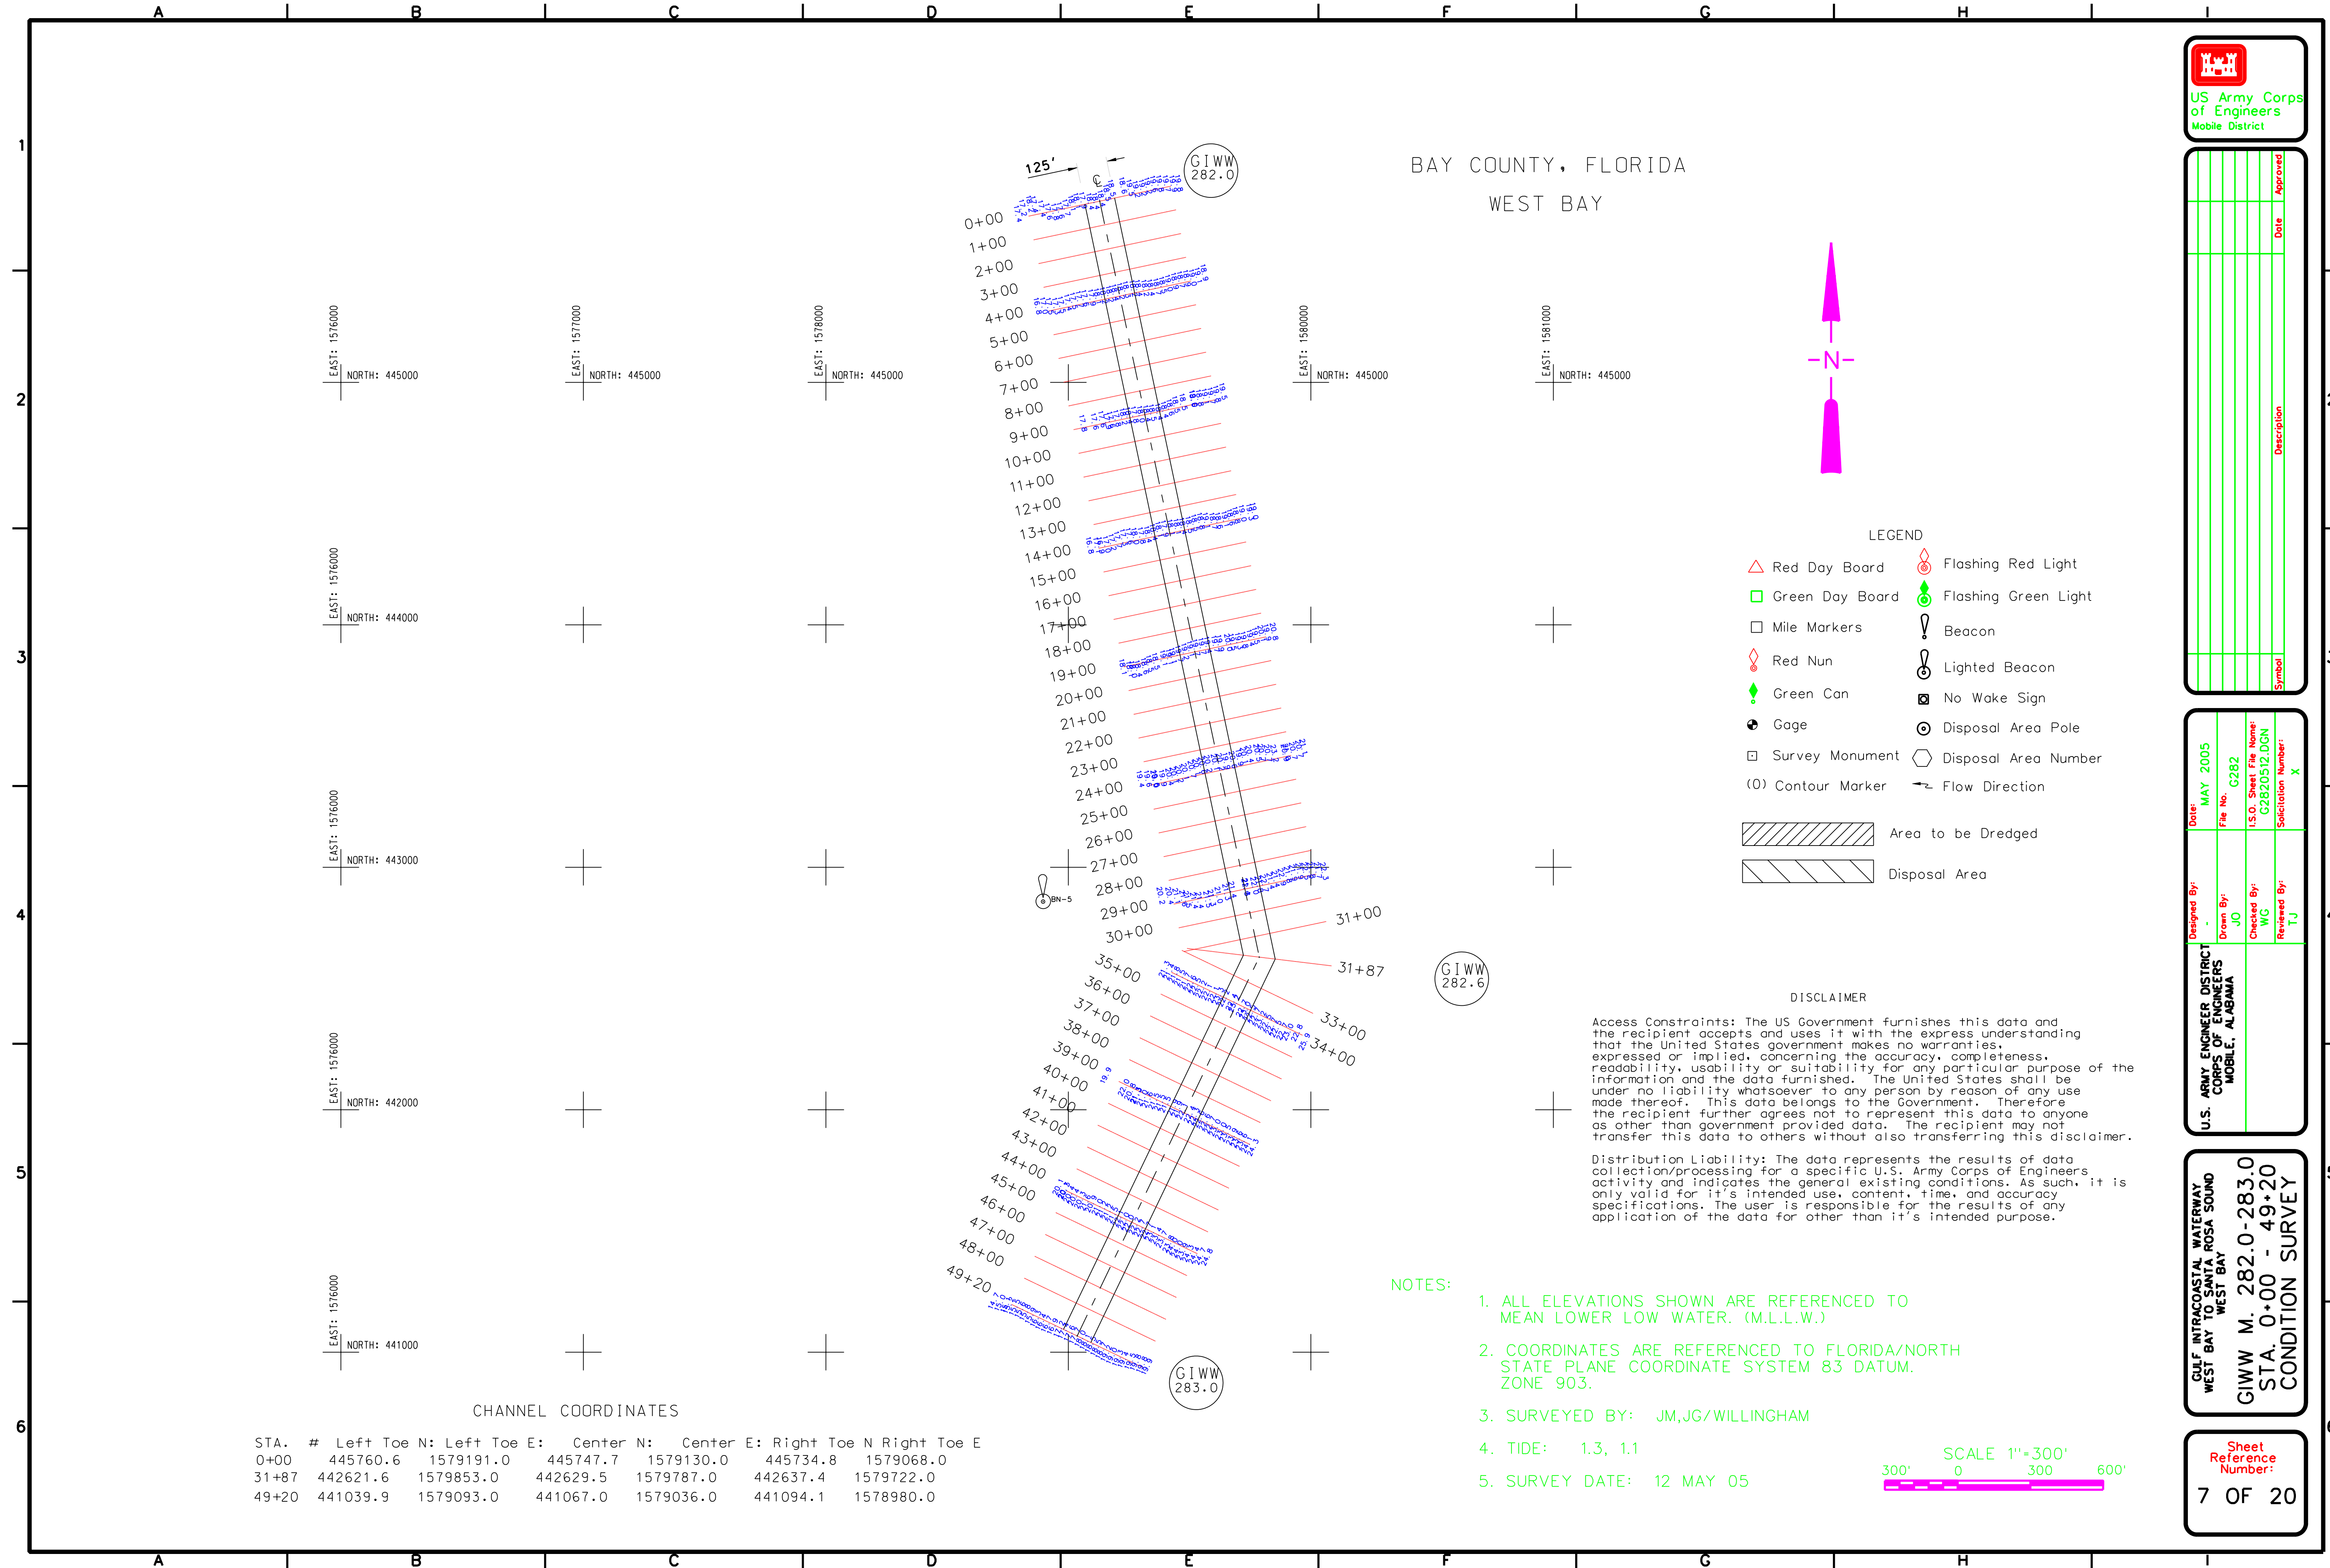 A B C D E F G H I
1
2
3
4
5
6
BAY COUNTY, FLORIDA
WEST BAY
125'
GIWW
282.0
0+00
1+00
2+00
3+00
4+00
5+00
6+00
7+00
8+00
9+00
10+00
11+00
12+00
13+00
14+00
15+00
16+00
17+00
18+00
19+00
20+00
21+00
22+00
23+00
24+00
25+00
26+00
27+00
28+00
29+00
30+00
31+00
31+87
33+00
34+00
35+00
36+00
37+00
38+00
39+00
40+00
41+00
42+00
43+00
44+00
45+00
46+00
47+00
48+00
49+20
19.9
GIWW
282.6
GIWW
283.0
BN-5
EAST: 1576000
NORTH: 445000
EAST: 1577000
NORTH: 445000
EAST: 1578000
NORTH: 445000
EAST: 1580000
NORTH: 445000
EAST: 1581000
NORTH: 445000
EAST: 1576000
NORTH: 444000
EAST: 1576000
NORTH: 443000
EAST: 1576000
NORTH: 442000
EAST: 1576000
NORTH: 441000
N
LEGEND
Red Day Board
Green Day Board
Mile Markers
Red Nun
Green Can
Gage
Survey Monument
(0) Contour Marker
Flashing Red Light
Flashing Green Light
Beacon
Lighted Beacon
No Wake Sign
Disposal Area Pole
Disposal Area Number
Flow Direction
Area to be Dredged
Disposal Area
DISCLAIMER
Access Constraints: The US Government furnishes this data and
the recipient accepts and uses it with the express understanding
that the United States government makes no warranties,
expressed or implied, concerning the accuracy, completeness,
readability, usability or suitability for any particular purpose of the
information and the data furnished. The United States shall be
under no liability whatsoever to any person by reason of any use
made thereof. This data belongs to the Government. Therefore
the recipient further agrees not to represent this data to anyone
as other than government provided data. The recipient may not
transfer this data to others without also transferring this disclaimer.
Distribution Liability: The data represents the results of data
collection/processing for a specific U.S. Army Corps of Engineers
activity and indicates the general existing conditions. As such, it is
only valid for it's intended use, content, time, and accuracy
specifications. The user is responsible for the results of any
application of the data for other than it's intended purpose.
NOTES:
1. ALL ELEVATIONS SHOWN ARE REFERENCED TO
MEAN LOWER LOW WATER. (M.L.L.W.)
2. COORDINATES ARE REFERENCED TO FLORIDA/NORTH
STATE PLANE COORDINATE SYSTEM 83 DATUM.
ZONE 903.
3. SURVEYED BY: JM,JG/WILLINGHAM
4. TIDE: 1.3, 1.1
5. SURVEY DATE: 12 MAY 05
SCALE 1"=300'
300' 0 300 600'
CHANNEL COORDINATES
STA. # Left Toe N: Left Toe E: Center N: Center E: Right Toe N Right Toe E
0+00 445760.6 1579191.0 445747.7 1579130.0 445734.8 1579068.0
31+87 442621.6 1579853.0 442629.5 1579787.0 442637.4 1579722.0
49+20 441039.9 1579093.0 441067.0 1579036.0 441094.1 1578980.0
US Army Corps
of Engineers
Mobile District
Symbol Description Date Approved
Designed By: -
Date: MAY 2005
Drawn By: JO
File No. G282
Checked By: WG
I.S.O. Sheet File Name: G2820512.DGN
Reviewed By: TJ
Solicitation Number: X
U.S. ARMY ENGINEER DISTRICT
CORPS OF ENGINEERS
MOBILE, ALABAMA
GULF INTRACOASTAL WATERWAY
WEST BAY TO SANTA ROSA SOUND
WEST BAY
GIWW M. 282.0-283.0
STA. 0+00 - 49+20
CONDITION SURVEY
Sheet
Reference
Number:
7 OF 20
A B C D E F G H I